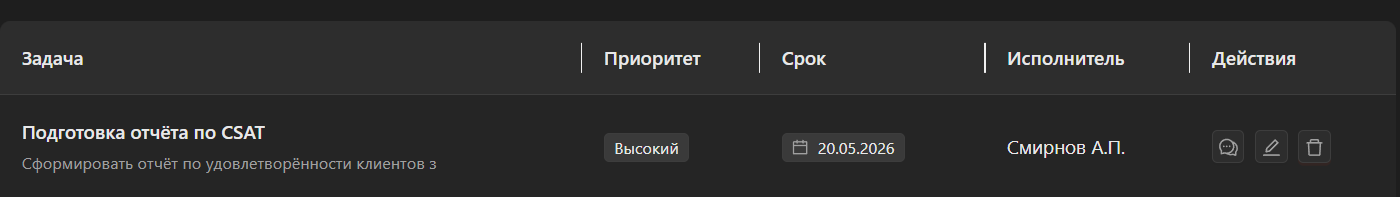 Задача Приоритет Срок Исполнитель Действия
Подготовка отчёта по CSAT
Сформировать отчёт по удовлетворённости клиентов з
Высокий 20.05.2026 Смирнов А.П.